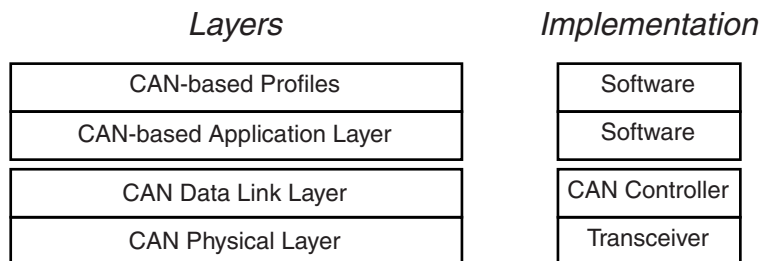 Layers
Implementation
CAN-based Profiles
Software
CAN-based Application Layer
Software
CAN Data Link Layer
CAN Controller
CAN Physical Layer
Transceiver